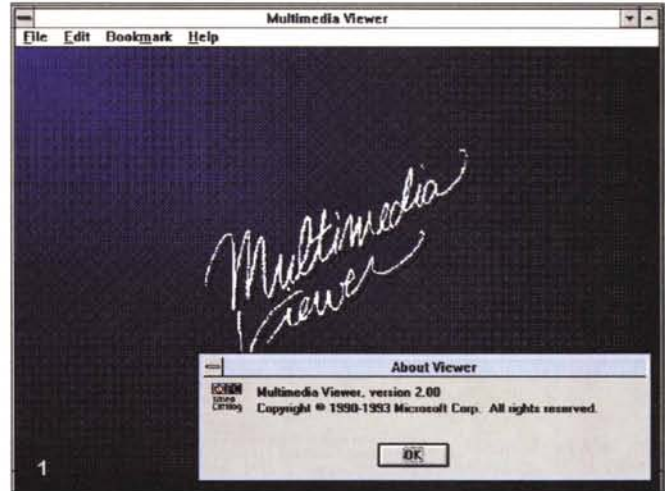 Multimedia Viewer
File Edit Bookmark Help
Multimedia
Viewer
About Viewer
Multimedia Viewer, version 2.00
Copyright © 1990-1993 Microsoft Corp. All rights reserved.
OK
1